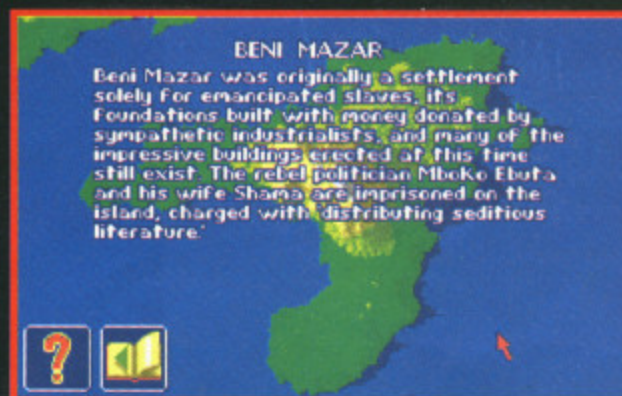 BENI MAZAR
Beni Mazar was originally a settlement
solely for emancipated slaves, it's
foundations built with money donated by
sympathetic industrialists, and many of the
impressive buildings erected at this time
still exist. The rebel politician Mboko Ebuta
and his wife Shama are imprisoned on the
island, charged with distributing seditious
literature.
?